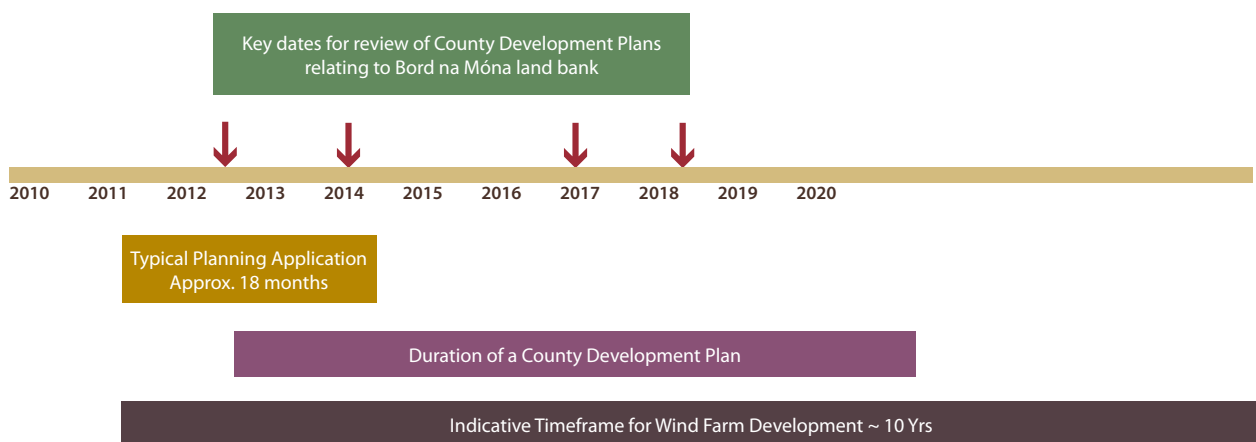 Key dates for review of County Development Plans
relating to Bord na Móna land bank
2010 2011 2012 2013 2014 2015 2016 2017 2018 2019 2020
Typical Planning Application
Approx. 18 months
Duration of a County Development Plan
Indicative Timeframe for Wind Farm Development ~ 10 Yrs